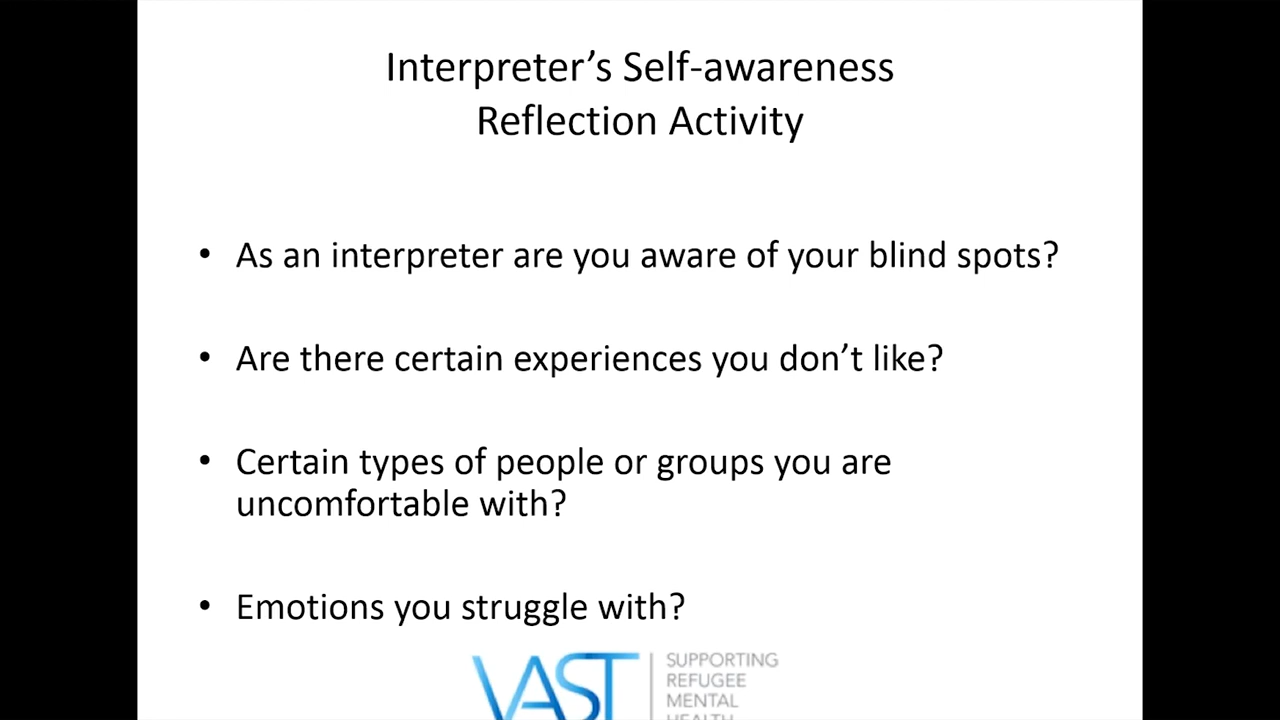 Interpreter’s Self-awareness
Reflection Activity
• As an interpreter are you aware of your blind spots?
• Are there certain experiences you don’t like?
• Certain types of people or groups you are
uncomfortable with?
• Emotions you struggle with?
VAST
SUPPORTING
REFUGEE
MENTAL
HEALTH